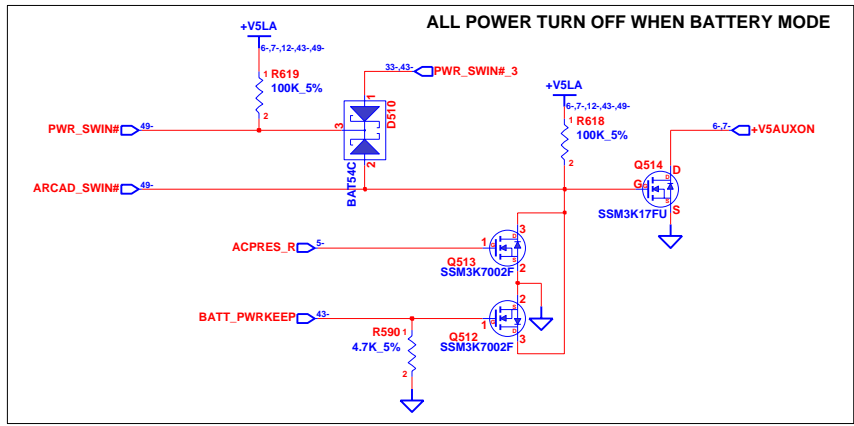 ALL POWER TURN OFF WHEN BATTERY MODE
+V5LA
6-,7-,12-,43-,49-
1
R619
100K_5%
2
33-,43-
PWR_SWIN#_3
1
D510
3
2
BAT54C
PWR_SWIN#
49-
ARCAD_SWIN#
49-
+V5LA
6-,7-,12-,43-,49-
1
R618
100K_5%
2
6-,7-
+V5AUXON
Q514
D
D
G
G
S
S
SSM3K17FU
ACPRES_R
5-
3
D
1
G
S
2
Q513
SSM3K7002F
BATT_PWRKEEP
43-
2
S
1
G
D
3
Q512
SSM3K7002F
R590
1
4.7K_5%
2